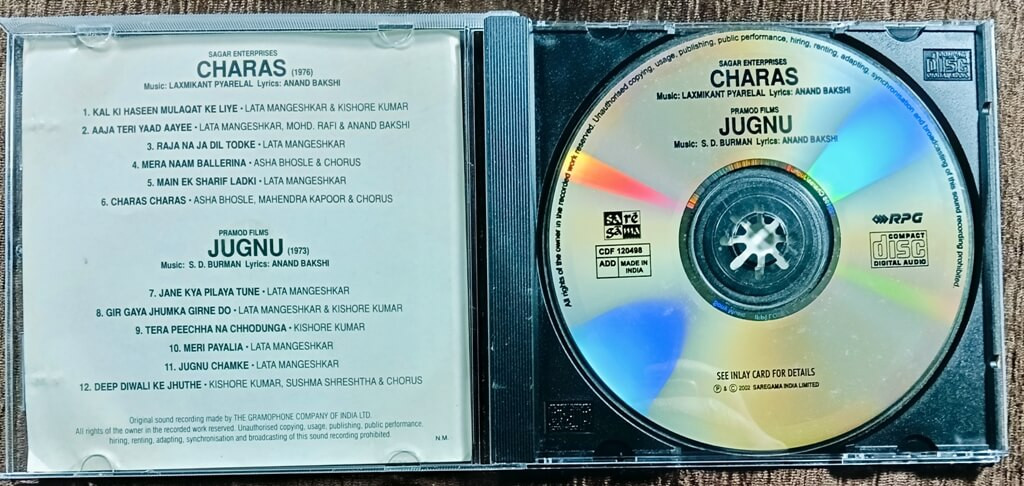 SAGAR ENTERPRISES
CHARAS (1976)
Music: LAXMIKANT PYARELAL Lyrics: ANAND BAKSHI
1. KAL KI HASEEN MULAQAT KE LIYE • LATA MANGESHKAR & KISHORE KUMAR
2. AAJA TERI YAAD AAYEE • LATA MANGESHKAR, MOHD. RAFI & ANAND BAKSHI
3. RAJA NA JA DIL TODKE • LATA MANGESHKAR
4. MERA NAAM BALLERINA • ASHA BHOSLE & CHORUS
5. MAIN EK SHARIF LADKI • LATA MANGESHKAR
6. CHARAS CHARAS • ASHA BHOSLE, MAHENDRA KAPOOR & CHORUS
PRAMOD FILMS
JUGNU (1973)
Music: S. D. BURMAN Lyrics: ANAND BAKSHI
7. JANE KYA PILAYA TUNE • LATA MANGESHKAR
8. GIR GAYA JHUMKA GIRNE DO • LATA MANGESHKAR & KISHORE KUMAR
9. TERA PEECHHA NA CHHODUNGA • KISHORE KUMAR
10. MERI PAYALIA • LATA MANGESHKAR
11. JUGNU CHAMKE • LATA MANGESHKAR
12. DEEP DIWALI KE JHUTHE • KISHORE KUMAR, SUSHMA SHRESHTHA & CHORUS
Original sound recording made by THE GRAMOPHONE COMPANY OF INDIA LTD.
All rights of the owner in the recorded work reserved. Unauthorised copying, usage, publishing, public performance,
hiring, renting, adapting, synchronisation and broadcasting of this sound recording prohibited.
N.M.
All rights of the owner in the recorded work reserved. Unauthorised copying, usage, publishing, public performance, hiring, renting, adapting, synchronisation and broadcasting of this sound recording prohibited.
SAGAR ENTERPRISES
CHARAS
Music: LAXMIKANT PYARELAL Lyrics: ANAND BAKSHI
PRAMOD FILMS
JUGNU
Music: S. D. BURMAN Lyrics: ANAND BAKSHI
sa re
ga ma
CDF 120498
ADD MADE IN INDIA
RPG
COMPACT
disc
DIGITAL AUDIO
SEE INLAY CARD FOR DETAILS
℗ & © 2002 SAREGAMA INDIA LIMITED
disc